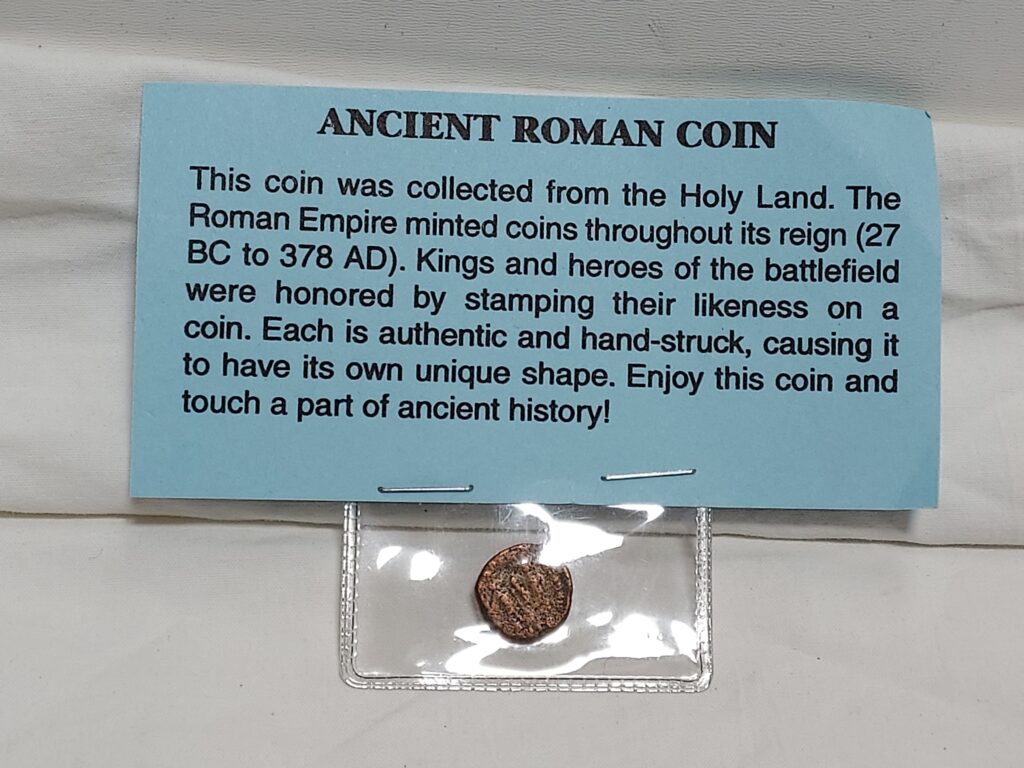 ANCIENT ROMAN COIN
This coin was collected from the Holy Land. The
Roman Empire minted coins throughout its reign (27
BC to 378 AD). Kings and heroes of the battlefield
were honored by stamping their likeness on a
coin. Each is authentic and hand-struck, causing it
to have its own unique shape. Enjoy this coin and
touch a part of ancient history!